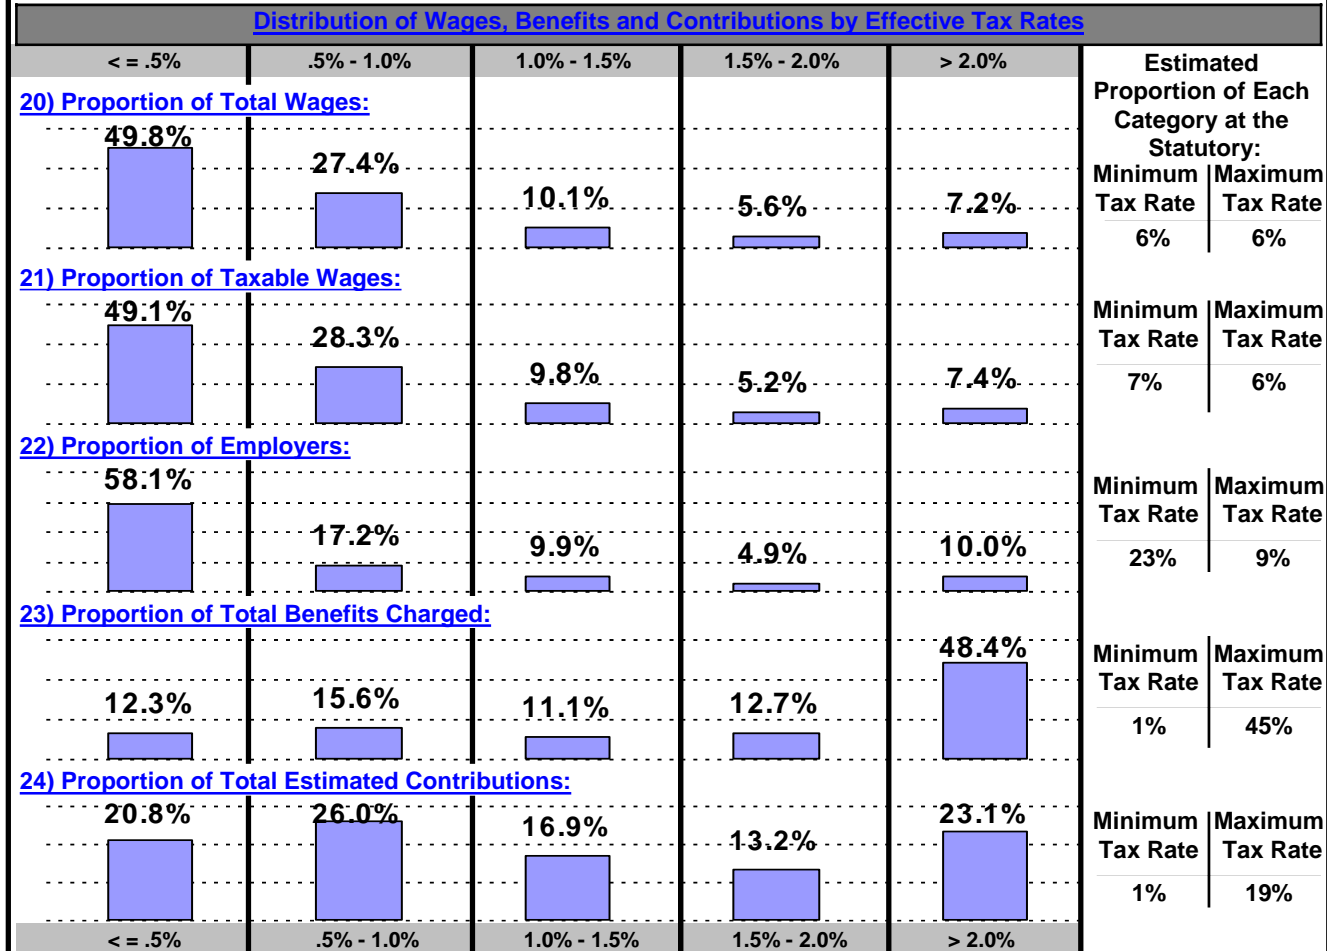 Distribution of Wages, Benefits and Contributions by Effective Tax Rates
< = .5% .5% - 1.0% 1.0% - 1.5% 1.5% - 2.0% > 2.0%
Estimated
Proportion of Each
Category at the
Statutory:
20) Proportion of Total Wages:
49.8% 27.4% 10.1% 5.6% 7.2%
Minimum Maximum
Tax Rate Tax Rate
6% 6%
21) Proportion of Taxable Wages:
49.1% 28.3% 9.8% 5.2% 7.4%
Minimum Maximum
Tax Rate Tax Rate
7% 6%
22) Proportion of Employers:
58.1% 17.2% 9.9% 4.9% 10.0%
Minimum Maximum
Tax Rate Tax Rate
23% 9%
23) Proportion of Total Benefits Charged:
12.3% 15.6% 11.1% 12.7% 48.4%
Minimum Maximum
Tax Rate Tax Rate
1% 45%
24) Proportion of Total Estimated Contributions:
20.8% 26.0% 16.9% 13.2% 23.1%
Minimum Maximum
Tax Rate Tax Rate
1% 19%
< = .5% .5% - 1.0% 1.0% - 1.5% 1.5% - 2.0% > 2.0%